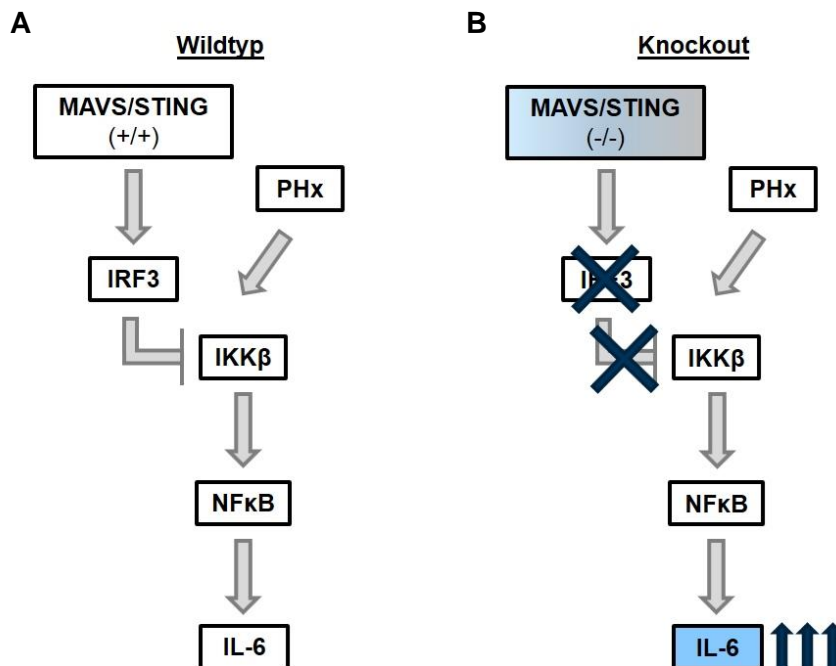 A
Wildtyp
MAVS/STING
(+/+)
PHx
IRF3
IKKβ
NFκB
IL-6
B
Knockout
MAVS/STING
(-/-)
PHx
IKKβ
NFκB
IL-6